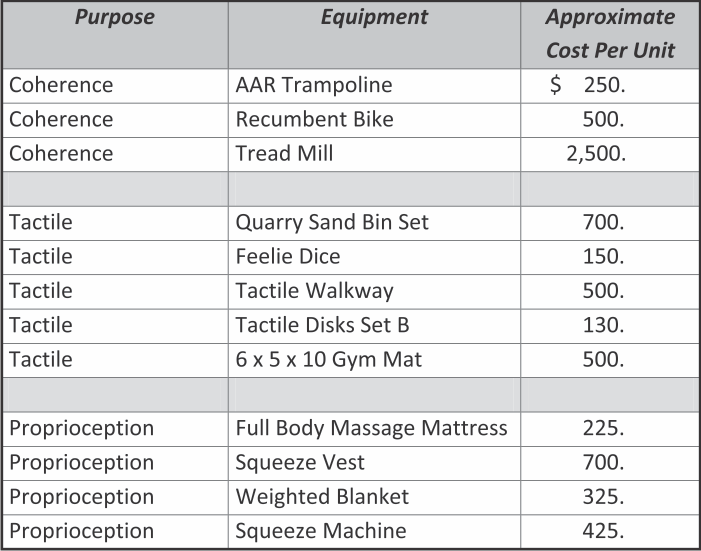 Purpose Equipment Approximate
Cost Per Unit
Coherence AAR Trampoline $ 250.
Coherence Recumbent Bike 500.
Coherence Tread Mill 2,500.
Tactile Quarry Sand Bin Set 700.
Tactile Feelie Dice 150.
Tactile Tactile Walkway 500.
Tactile Tactile Disks Set B 130.
Tactile 6 x 5 x 10 Gym Mat 500.
Proprioception Full Body Massage Mattress 225.
Proprioception Squeeze Vest 700.
Proprioception Weighted Blanket 325.
Proprioception Squeeze Machine 425.